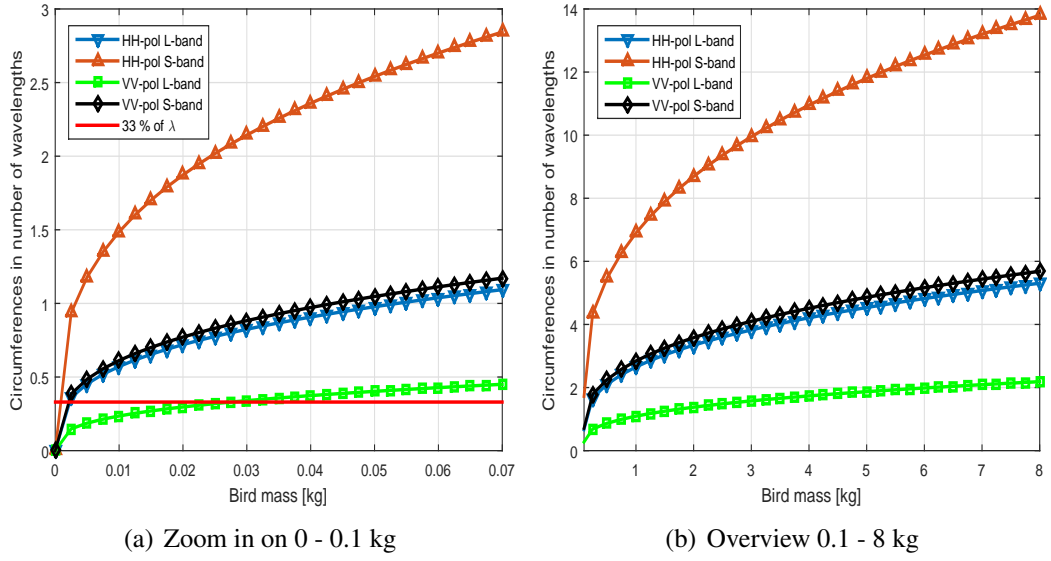 Circumferences in number of wavelengths
3
2.5
2
1.5
1
0.5
0
HH-pol L-band
HH-pol S-band
VV-pol L-band
VV-pol S-band
33 % of λ
0 0.01 0.02 0.03 0.04 0.05 0.06 0.07
Bird mass [kg]
(a) Zoom in on 0 - 0.1 kg
Circumferences in number of wavelengths
14
12
10
8
6
4
2
0
HH-pol L-band
HH-pol S-band
VV-pol L-band
VV-pol S-band
1 2 3 4 5 6 7 8
Bird mass [kg]
(b) Overview 0.1 - 8 kg